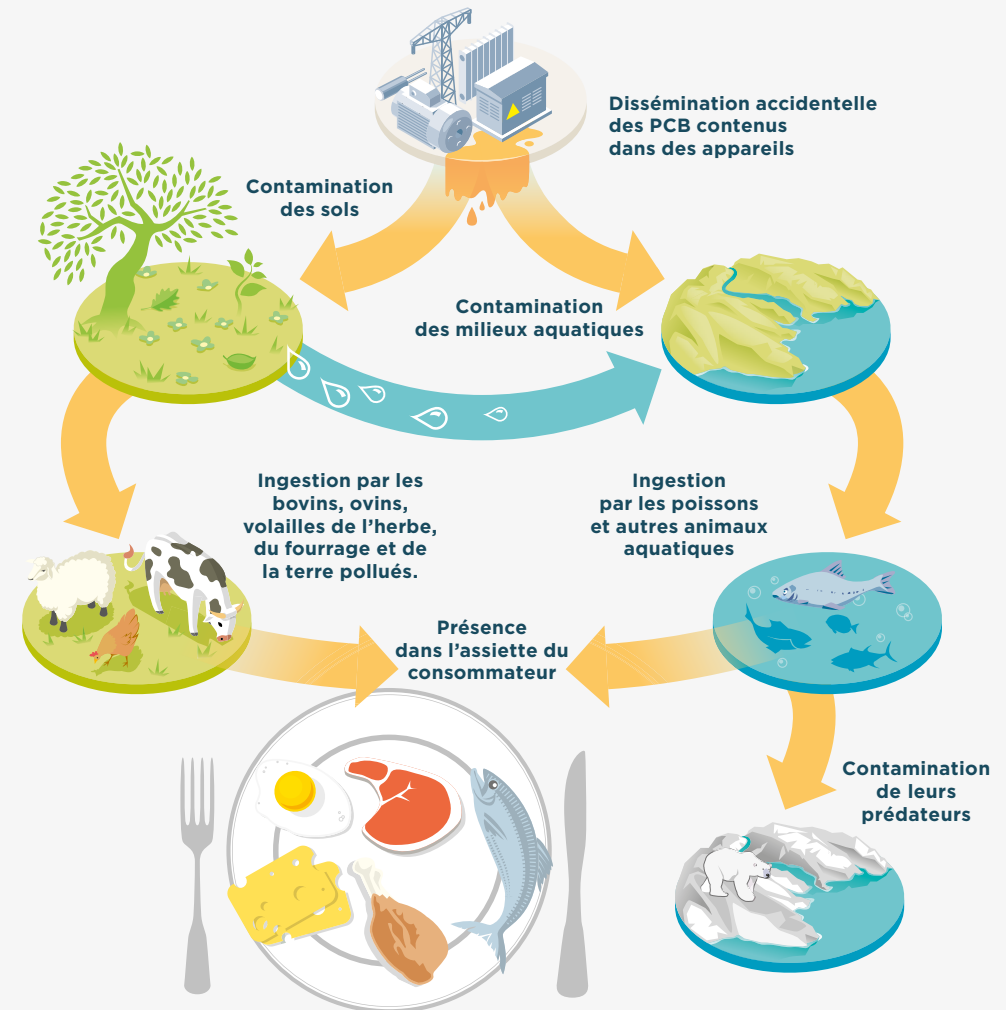 Dissémination accidentelle
des PCB contenus
dans des appareils
Contamination
des sols
Contamination
des milieux aquatiques
Ingestion par les
bovins, ovins,
volailles de l’herbe,
du fourrage et de
la terre pollués.
Ingestion
par les poissons
et autres animaux
aquatiques
Présence
dans l’assiette du
consommateur
Contamination
de leurs
prédateurs